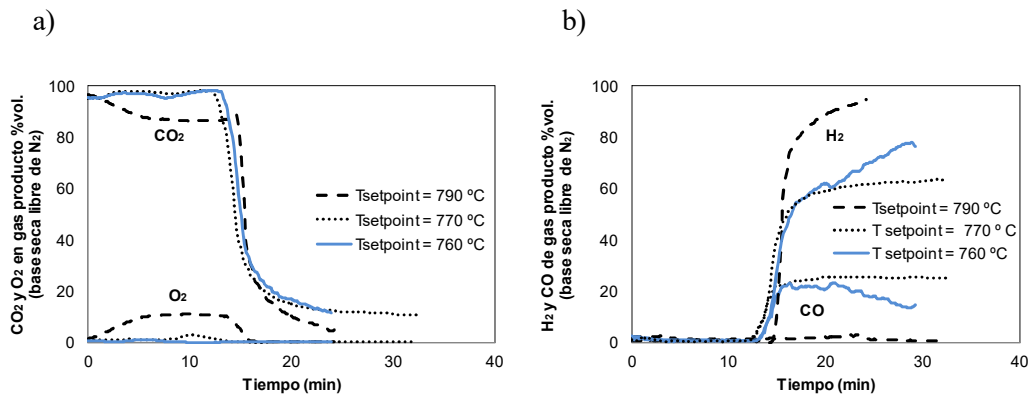 a)
CO2 y O2 en gas producto %vol.
(base seca libre de N2)
100
80
60
40
20
0
CO2
O2
Tsetpoint = 790 ºC
Tsetpoint = 770 ºC
Tsetpoint = 760 ºC
0 10 20 30 40
Tiempo (min)
b)
H2 y CO de gas producto %vol.
(base seca libre de N2)
100
80
60
40
20
0
H2
CO
Tsetpoint = 790 ºC
T setpoint = 770 ºC
T setpoint = 760 ºC
0 10 20 30 40
Tiempo (min)